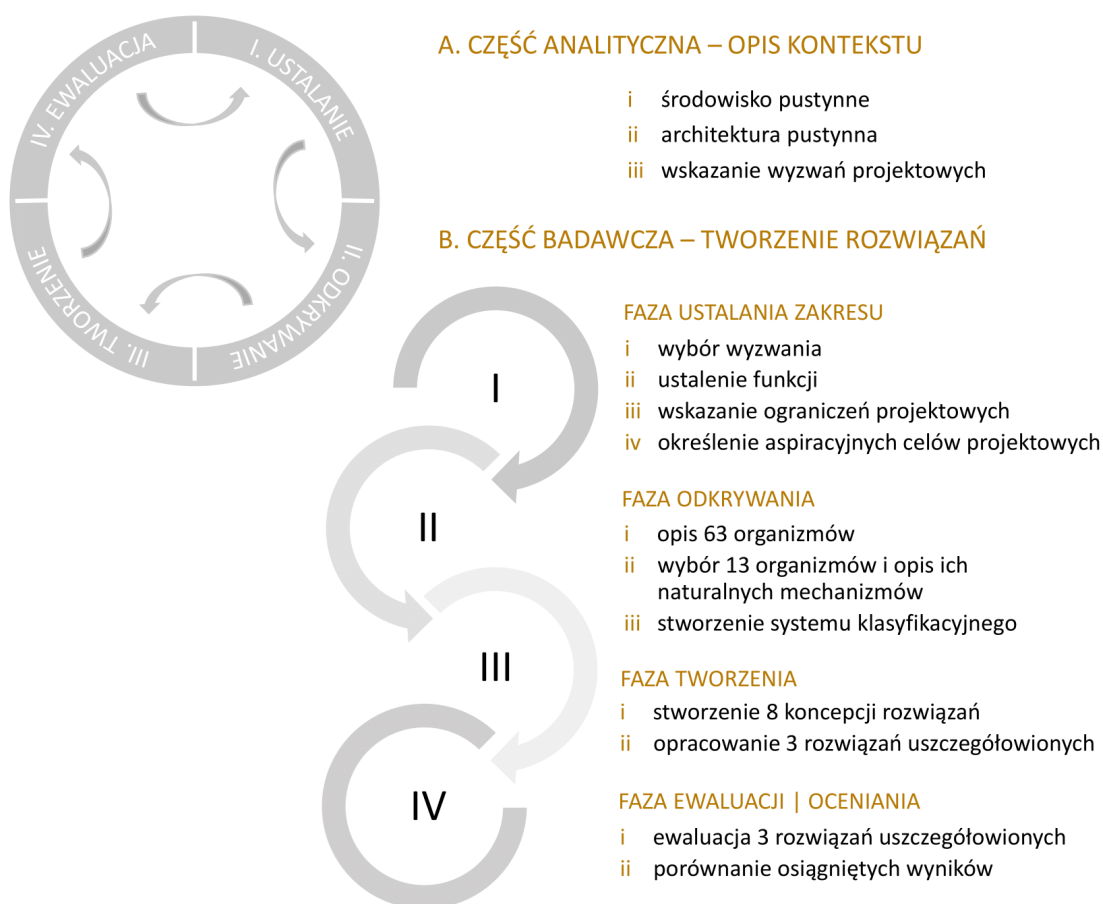 I. USTALANIE
II. ODKRYWANIE
III. TWORZENIE
IV. EWALUACJA
A. CZĘŚĆ ANALITYCZNA – OPIS KONTEKSTU
i środowisko pustynne
ii architektura pustynna
iii wskazanie wyzwań projektowych
B. CZĘŚĆ BADAWCZA – TWORZENIE ROZWIĄZAŃ
I
FAZA USTALANIA ZAKRESU
i wybór wyzwania
ii ustalenie funkcji
iii wskazanie ograniczeń projektowych
iv określenie aspiracyjnych celów projektowych
II
FAZA ODKRYWANIA
i opis 63 organizmów
ii wybór 13 organizmów i opis ich
naturalnych mechanizmów
iii stworzenie systemu klasyfikacyjnego
III
FAZA TWORZENIA
i stworzenie 8 koncepcji rozwiązań
ii opracowanie 3 rozwiązań uszczegółowionych
IV
FAZA EWALUACJI | OCENIANIA
i ewaluacja 3 rozwiązań uszczegółowionych
ii porównanie osiągniętych wyników